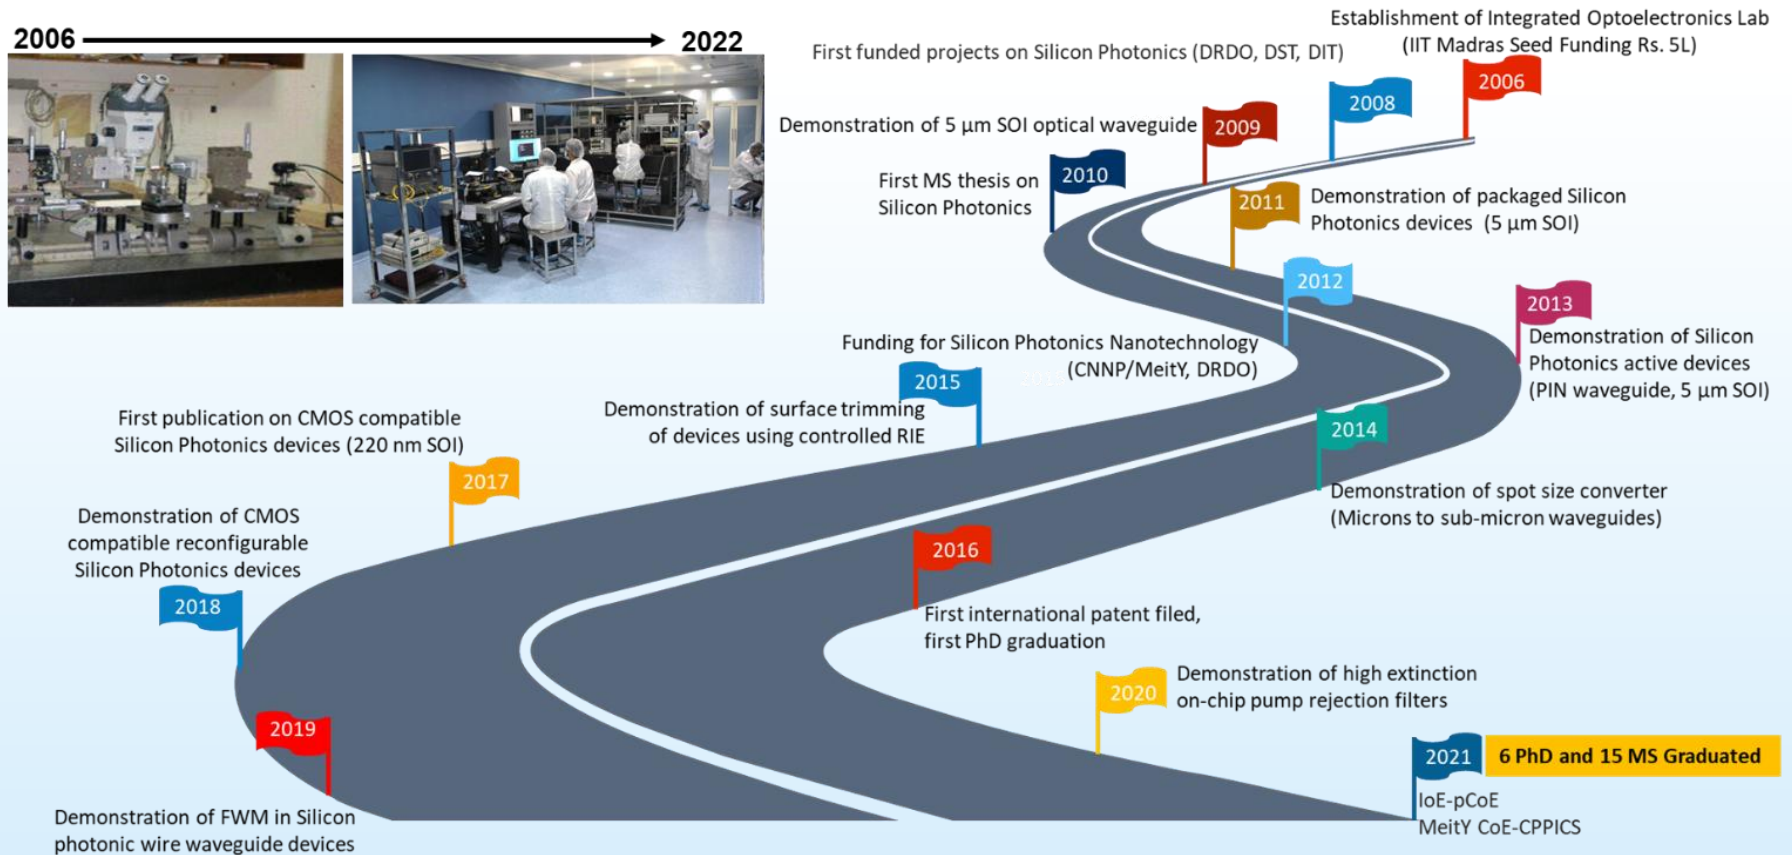 2006
2022
Establishment of Integrated Optoelectronics Lab
(IIT Madras Seed Funding Rs. 5L)
2006
First funded projects on Silicon Photonics (DRDO, DST, DIT)
2008
Demonstration of 5 µm SOI optical waveguide
2009
First MS thesis on
Silicon Photonics
2010
2011
Demonstration of packaged Silicon
Photonics devices (5 µm SOI)
2012
Funding for Silicon Photonics Nanotechnology
(CNNP/MeitY, DRDO)
2013
Demonstration of Silicon
Photonics active devices
(PIN waveguide, 5 µm SOI)
2014
Demonstration of spot size converter
(Microns to sub-micron waveguides)
2015
Demonstration of surface trimming
of devices using controlled RIE
2016
First international patent filed,
first PhD graduation
First publication on CMOS compatible
Silicon Photonics devices (220 nm SOI)
2017
Demonstration of CMOS
compatible reconfigurable
Silicon Photonics devices
2018
2019
Demonstration of FWM in Silicon
photonic wire waveguide devices
2020
Demonstration of high extinction
on-chip pump rejection filters
2021
6 PhD and 15 MS Graduated
IoE-pCoE
MeitY CoE-CPPICS